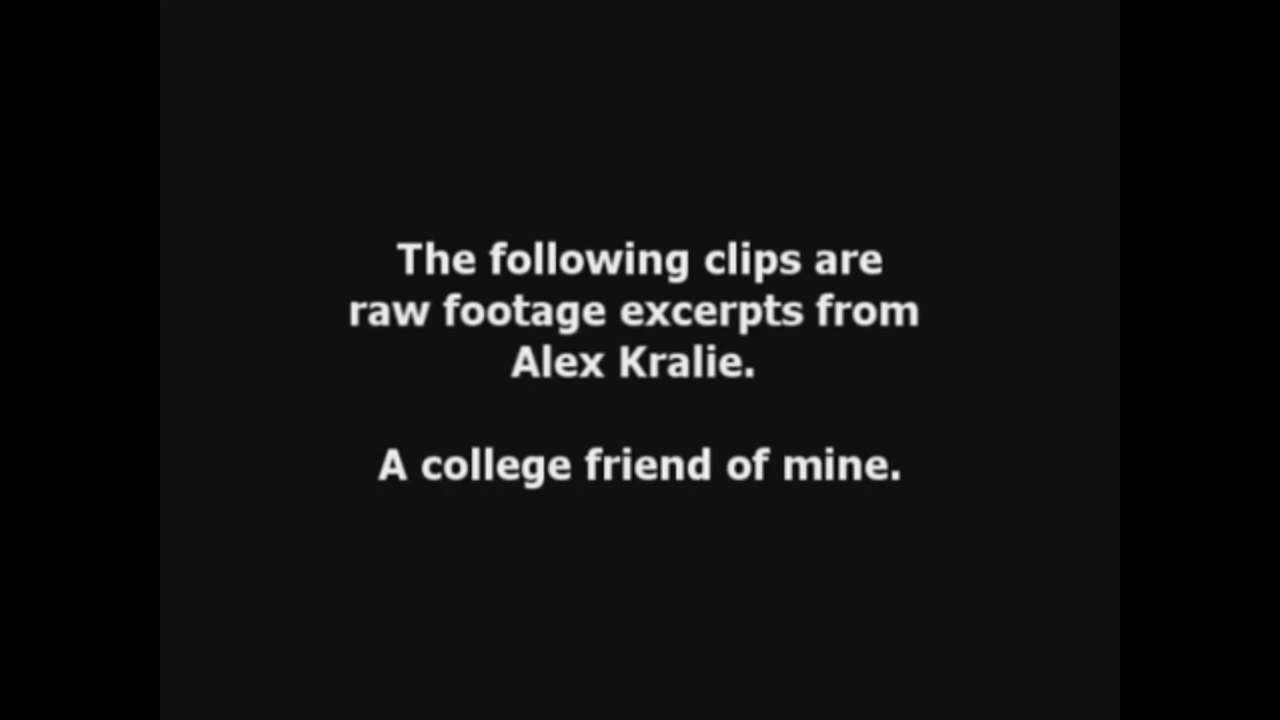 The following clips are
raw footage excerpts from
Alex Kralie.
A college friend of mine.